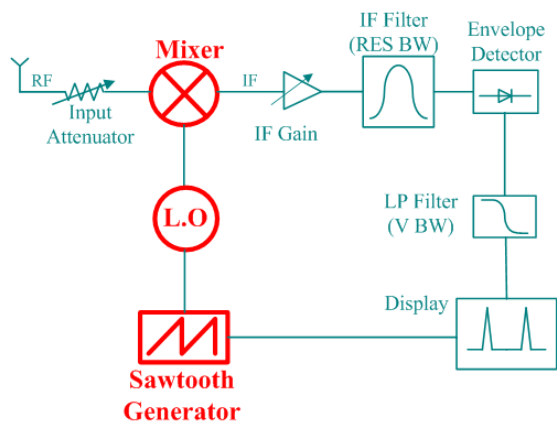 Mixer
RF
Input
Attenuator
IF
IF Gain
IF Filter
(RES BW)
Envelope
Detector
L.O
LP Filter
(V BW)
Display
Sawtooth
Generator